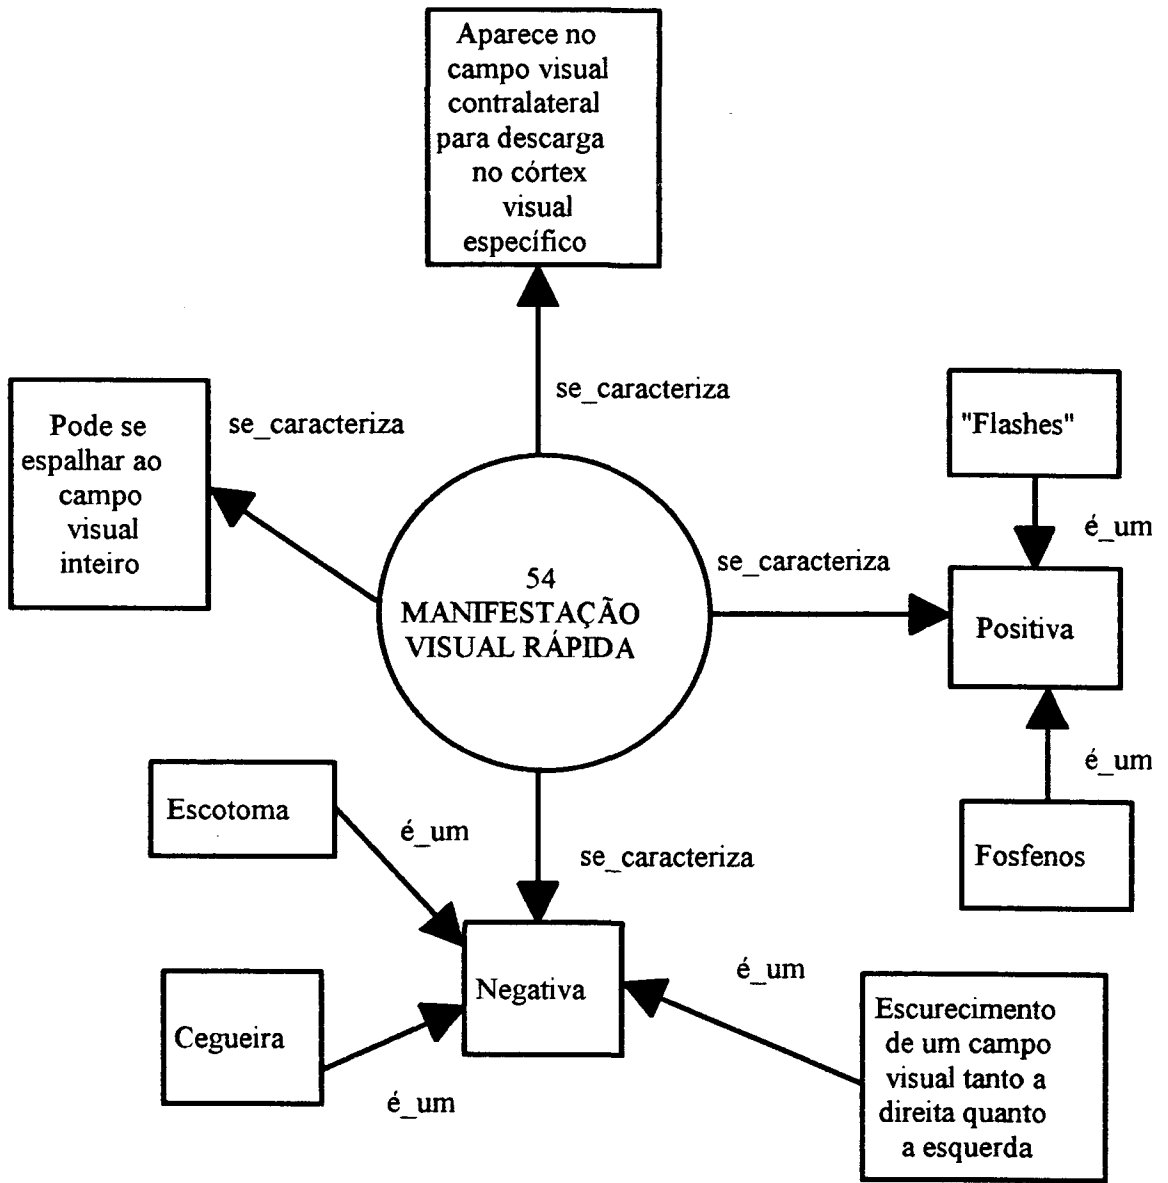 Aparece no
campo visual
contralateral
para descarga
no córtex
visual
específico
se_caracteriza
Pode se
espalhar ao
campo
visual
inteiro
se_caracteriza
"Flashes"
é_um
se_caracteriza
54
MANIFESTAÇÃO
VISUAL RÁPIDA
Positiva
é_um
Fosfenos
Escotoma
é_um
se_caracteriza
Negativa
é_um
Cegueira
é_um
Escurecimento
de um campo
visual tanto a
direita quanto
a esquerda